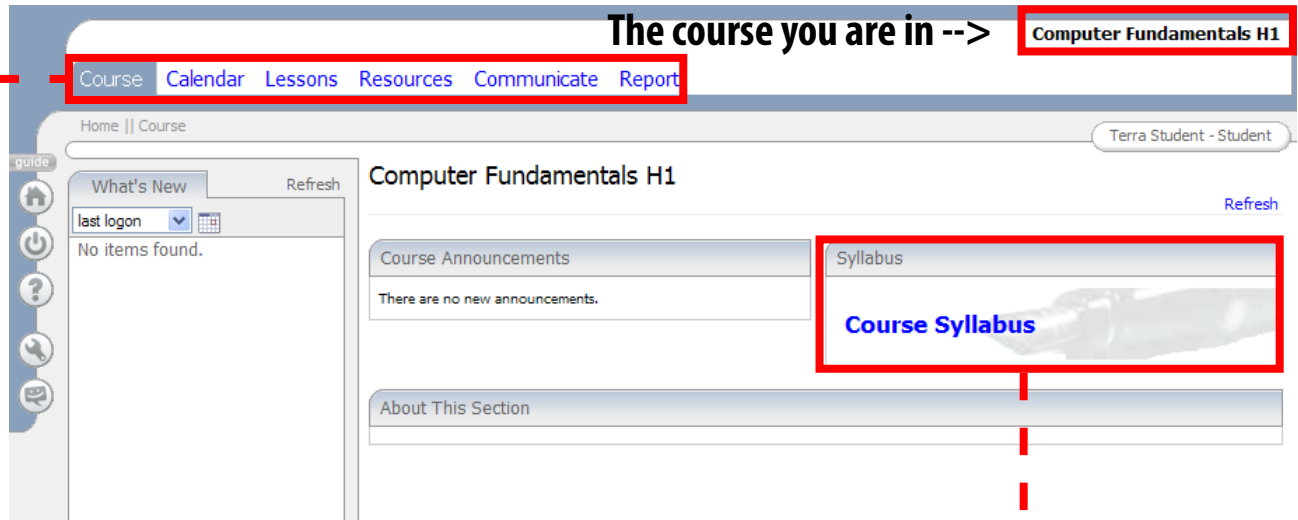 The course you are in --> Computer Fundamentals H1
Course Calendar Lessons Resources Communicate Report
Home || Course
Terra Student - Student
guide
What's New Refresh
last logon
No items found.
Computer Fundamentals H1
Refresh
Course Announcements
There are no new announcements.
Syllabus
Course Syllabus
About This Section